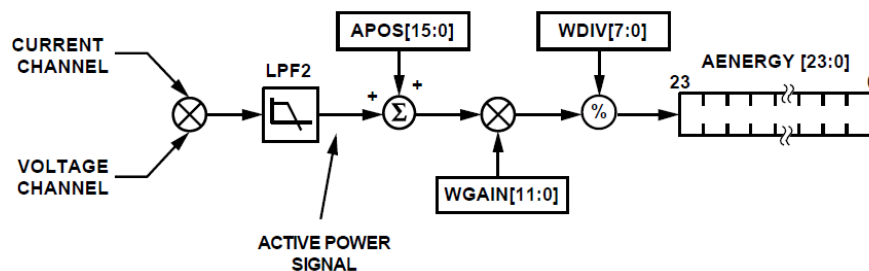 CURRENT
CHANNEL
VOLTAGE
CHANNEL
LPF2
ACTIVE POWER
SIGNAL
APOS[15:0]
+
+
Σ
WGAIN[11:0]
WDIV[7:0]
%
AENERGY [23:0]
23